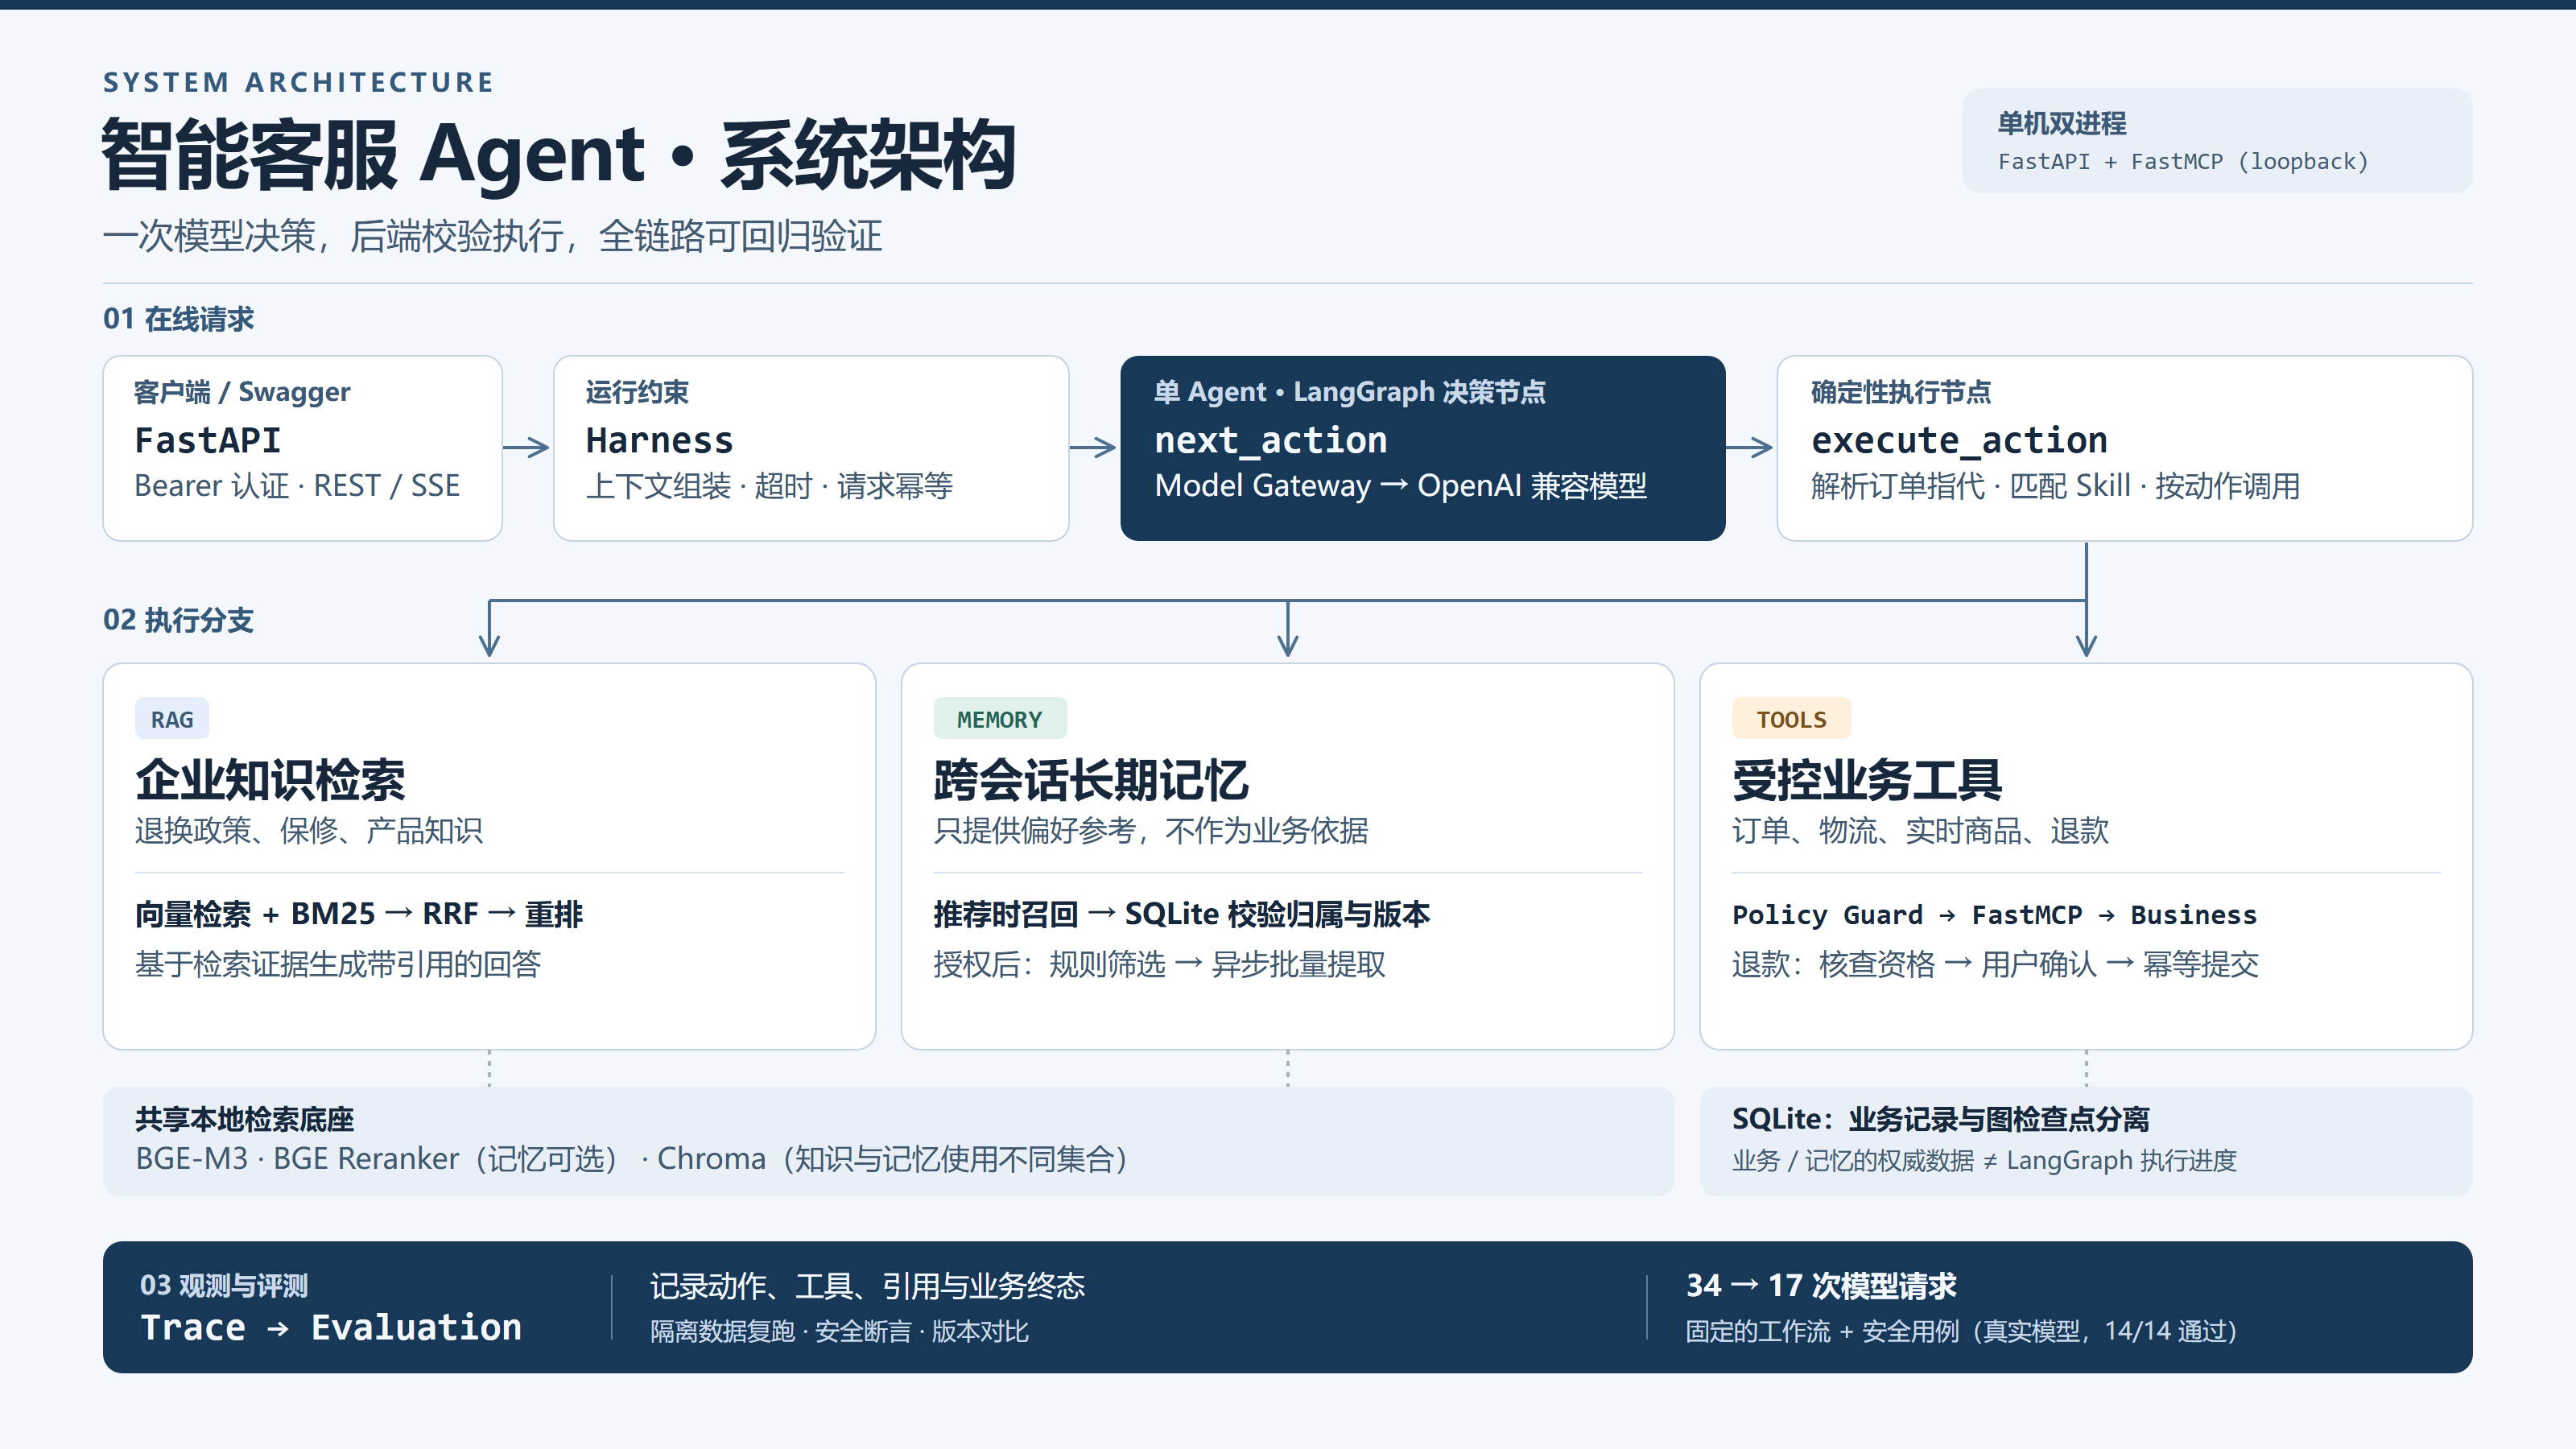 SYSTEM ARCHITECTURE
智能客服 Agent • 系统架构
一次模型决策，后端校验执行，全链路可回归验证
单机双进程
FastAPI + FastMCP (loopback)
01 在线请求
客户端 / Swagger
FastAPI
Bearer 认证 · REST / SSE
运行约束
Harness
上下文组装 · 超时 · 请求幂等
单 Agent • LangGraph 决策节点
next_action
Model Gateway → OpenAI 兼容模型
确定性执行节点
execute_action
解析订单指代 · 匹配 Skill · 按动作调用
02 执行分支
RAG
企业知识检索
退换政策、保修、产品知识
向量检索 + BM25 → RRF → 重排
基于检索证据生成带引用的回答
MEMORY
跨会话长期记忆
只提供偏好参考，不作为业务依据
推荐时召回 → SQLite 校验归属与版本
授权后：规则筛选 → 异步批量提取
TOOLS
受控业务工具
订单、物流、实时商品、退款
Policy Guard → FastMCP → Business
退款：核查资格 → 用户确认 → 幂等提交
共享本地检索底座
BGE-M3 · BGE Reranker（记忆可选） · Chroma（知识与记忆使用不同集合）
SQLite：业务记录与图检查点分离
业务 / 记忆的权威数据 ≠ LangGraph 执行进度
03 观测与评测
Trace → Evaluation
记录动作、工具、引用与业务终态
隔离数据复跑 · 安全断言 · 版本对比
34 → 17 次模型请求
固定的工作流 + 安全用例（真实模型，14/14 通过）